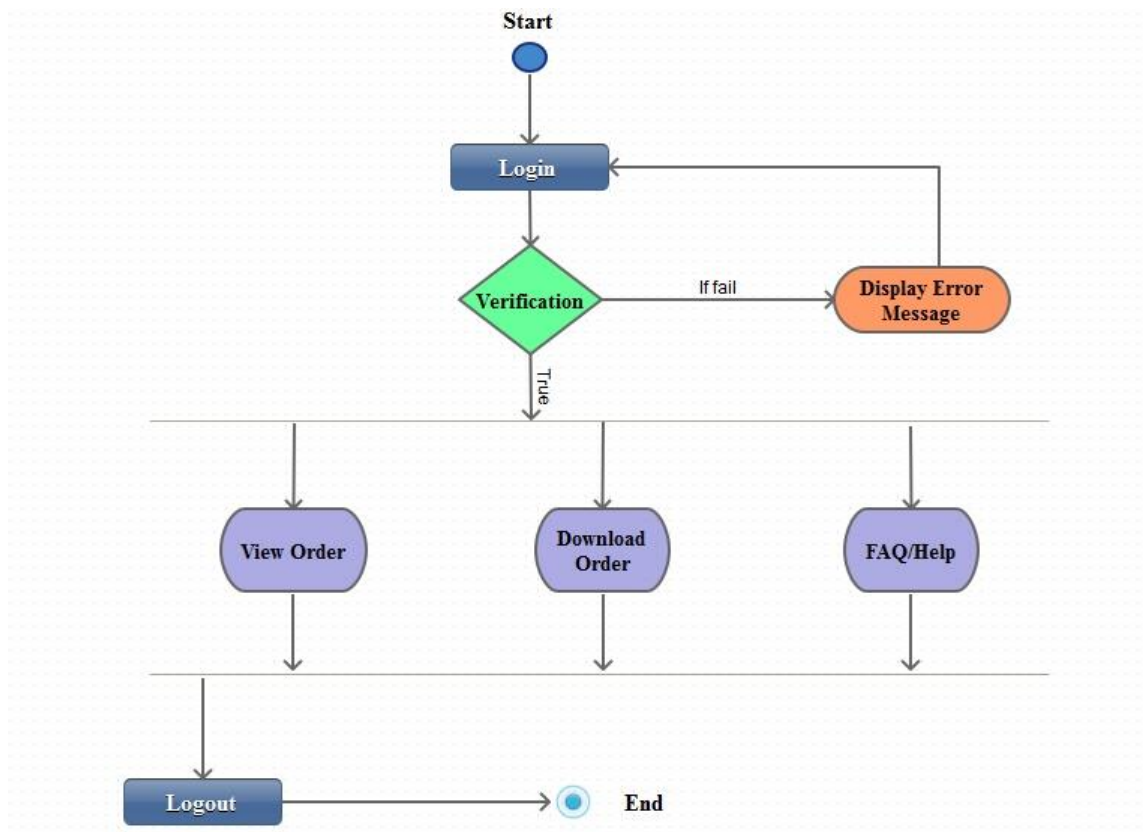 Start
Login
Verification
If fail
Display Error
Message
True
View Order
Download
Order
FAQ/Help
Logout
End